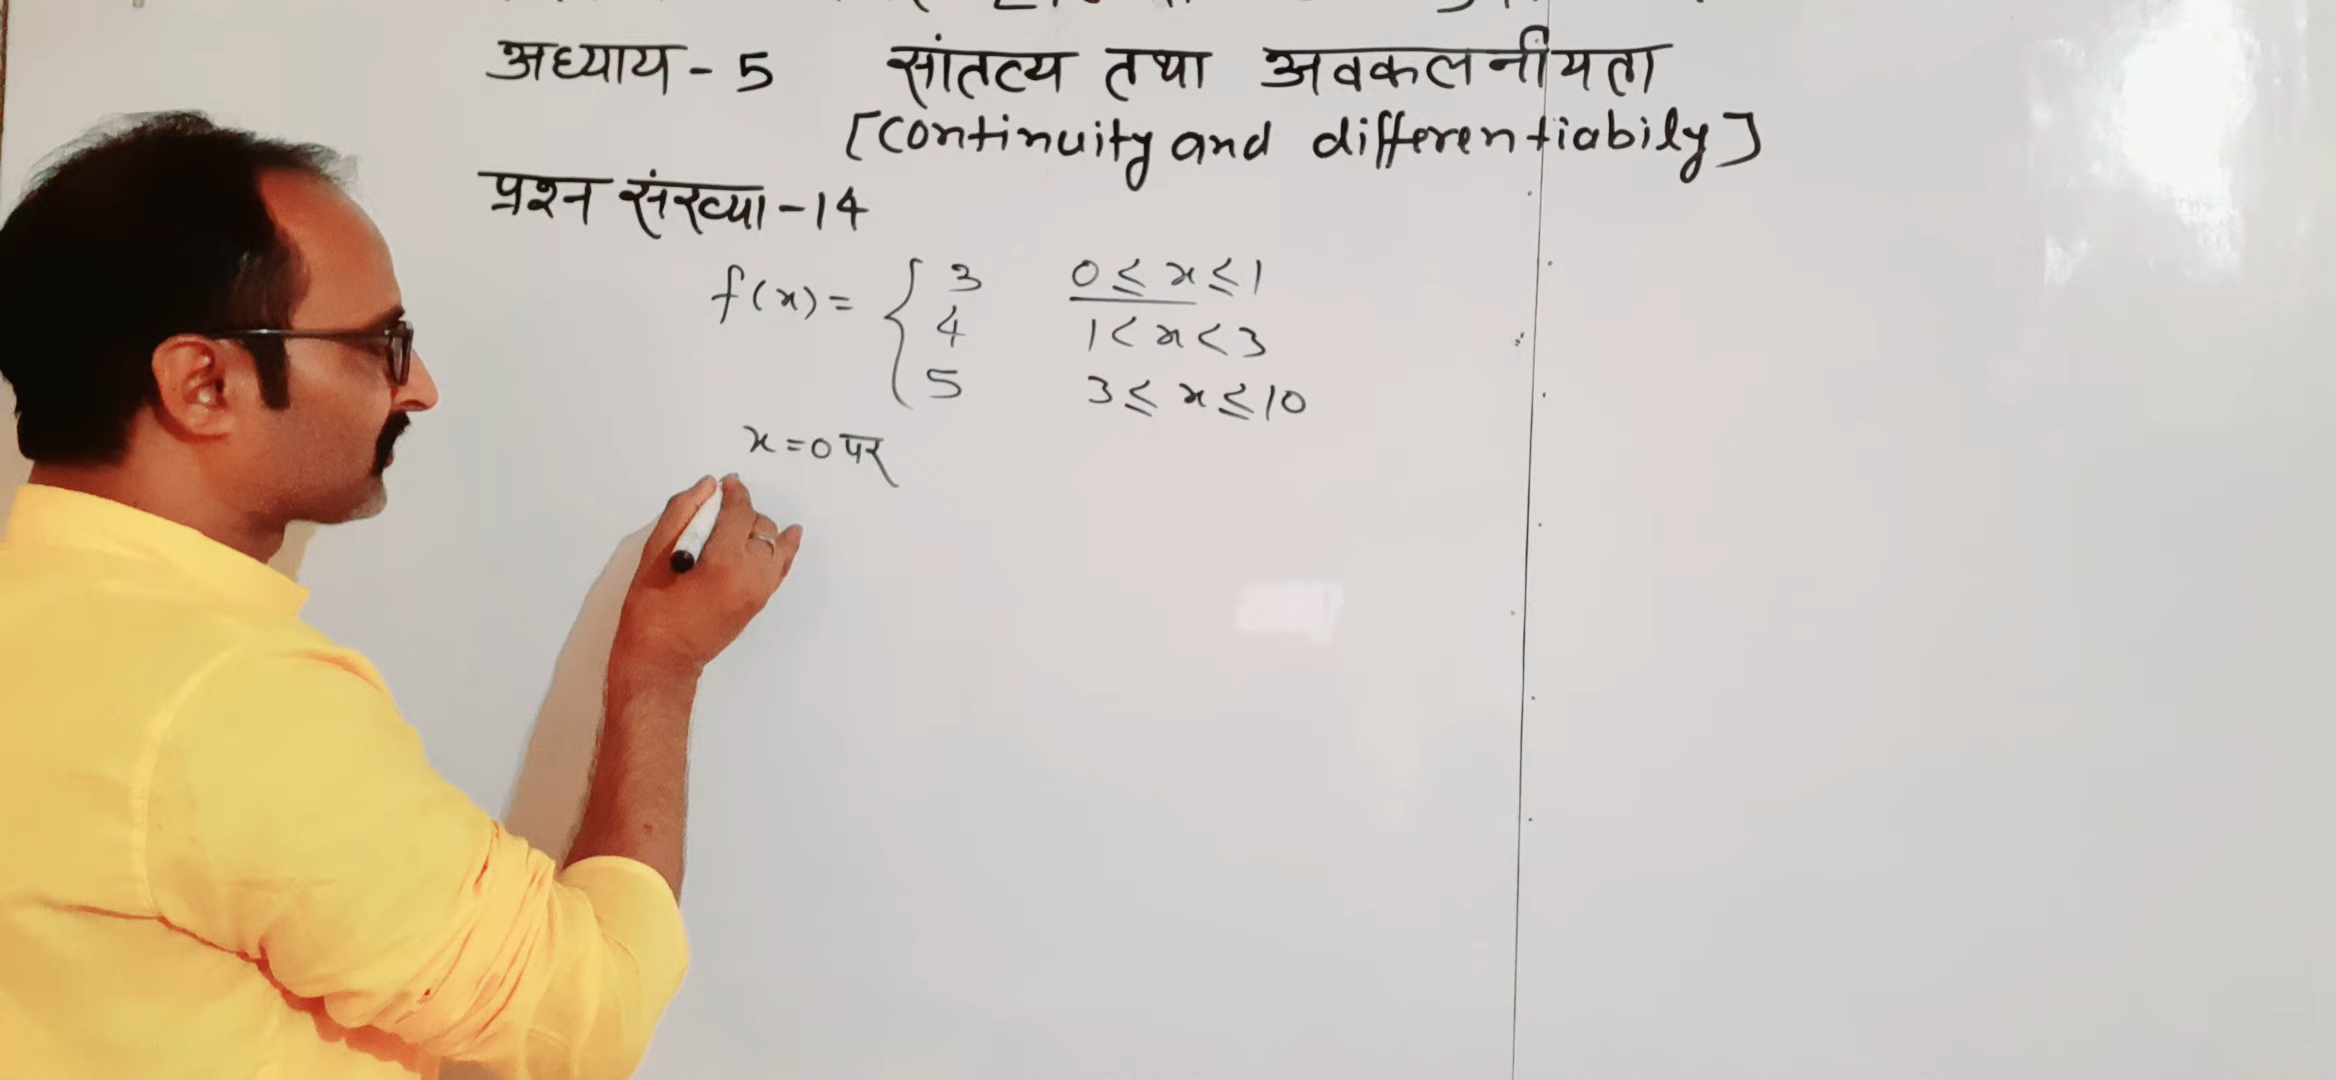 अध्याय - 5 सांतत्य तथा अवकलनीयता
[Continuity and differentiabily]
प्रश्न संख्या - 14
f(x) = { 3 0 ≤ x ≤ 1
4 1 < x < 3
5 3 ≤ x ≤ 10
x = 0 पर